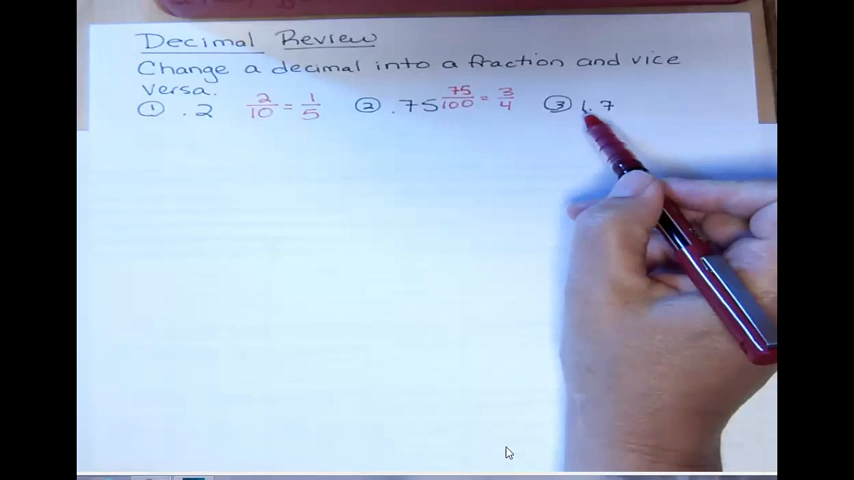 Decimal Review
Change a decimal into a fraction and vice
versa.
① .2 2/10 = 1/5 ② .75 75/100 = 3/4 ③ 1.7